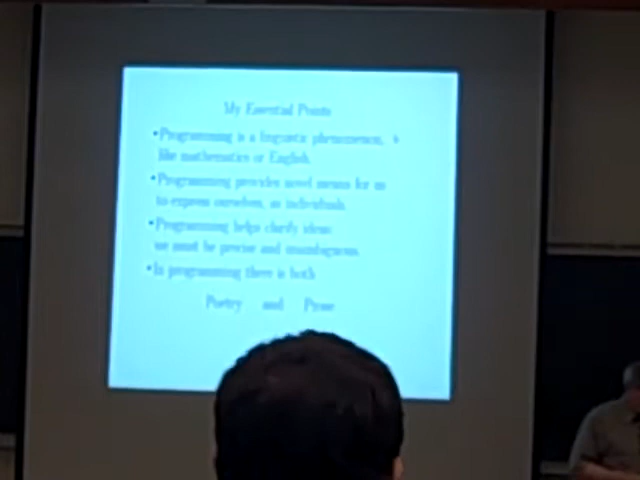 My Essential Points
•Programming is a linguistic phenomenon,
like mathematics or English.
•Programming provides novel means for us
to express ourselves, as individuals.
•Programming helps clarify ideas
we must be precise and unambiguous.
•In programming there is both
Poetry and Prose